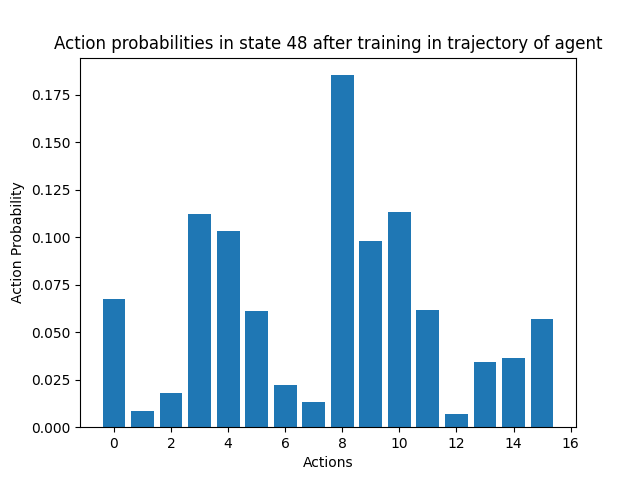 Action probabilities in state 48 after training in trajectory of agent
0.175
0.150
0.125
0.100
0.075
0.050
0.025
0.000
Action Probability
0 2 4 6 8 10 12 14 16
Actions